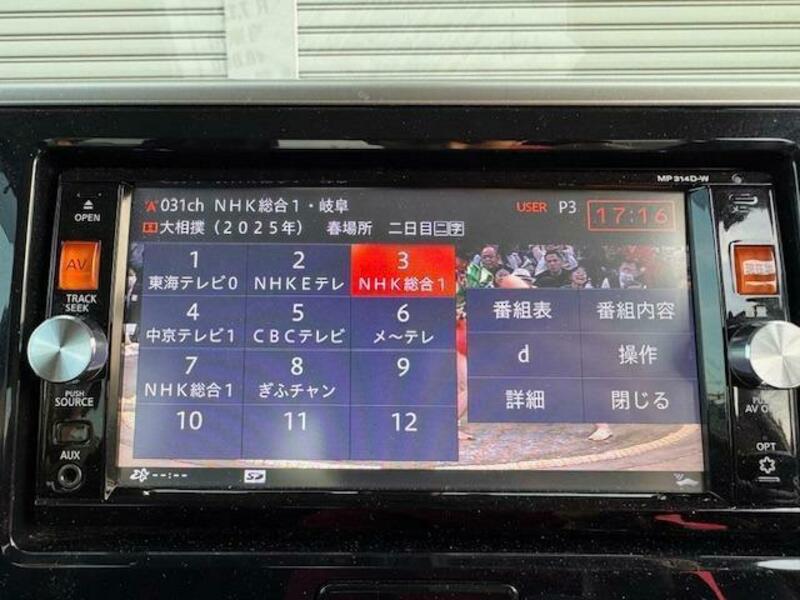 MP314D-W
OPEN
AV
TRACK
SEEK
PUSH
SOURCE
AUX
031ch NHK総合1・岐阜
USER P3 17:16
大相撲（2025年） 春場所 二日目二字
1 2 3
東海テレビ0 NHKEテレ NHK総合1
4 5 6
中京テレビ1 CBCテレビ メ〜テレ
7 8 9
NHK総合1 ぎふチャン
10 11 12
番組表 番組内容
d 操作
詳細 閉じる
--:--
SD
AV
OPT